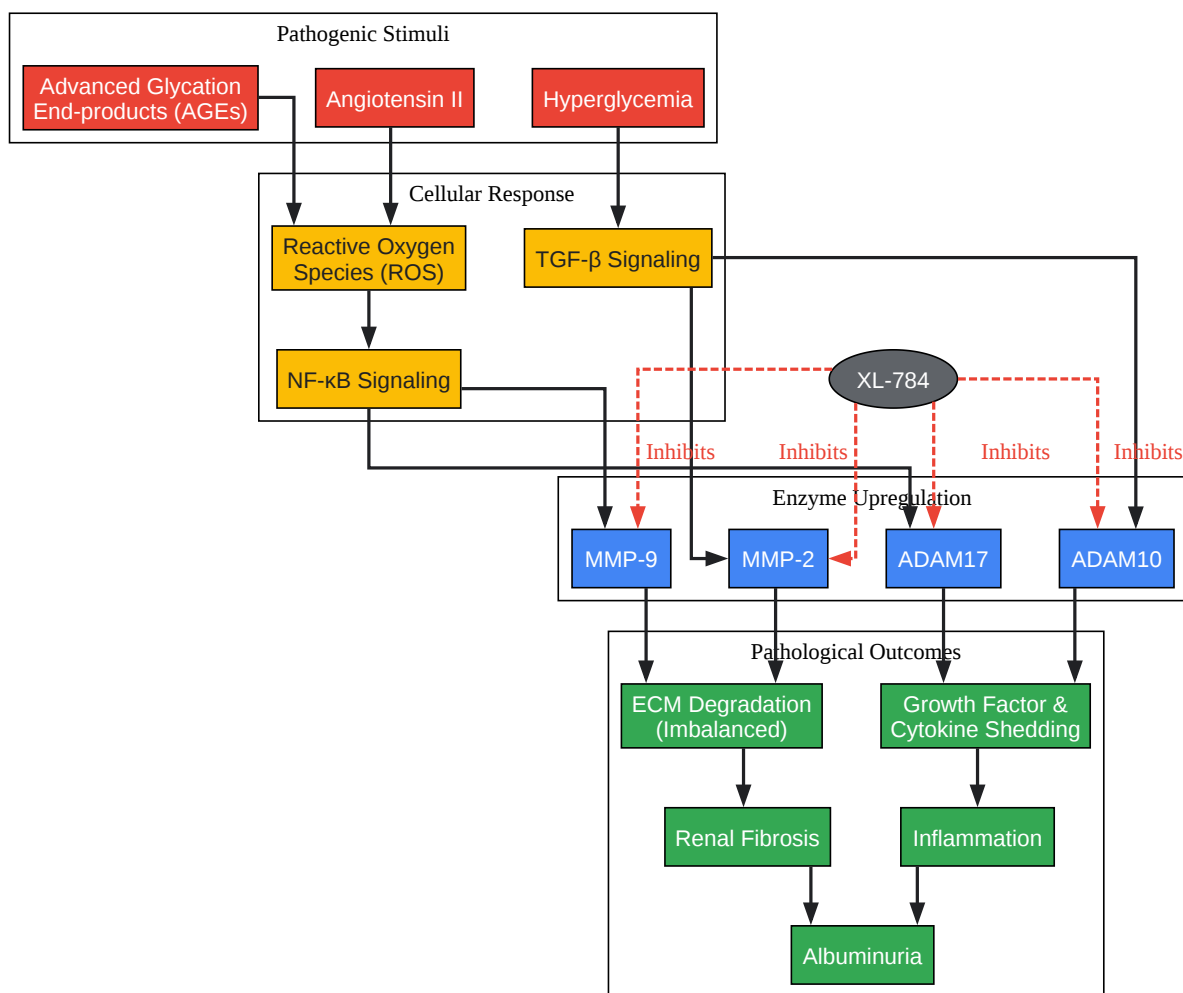 Pathogenic Stimuli
Advanced Glycation
End-products (AGEs)
Angiotensin II
Hyperglycemia
Cellular Response
Reactive Oxygen
Species (ROS)
TGF-β Signaling
NF-κB Signaling
XL-784
Inhibits
Inhibits
Inhibits
Inhibits
Enzyme Upregulation
MMP-9
MMP-2
ADAM17
ADAM10
Pathological Outcomes
ECM Degradation
(Imbalanced)
Growth Factor &
Cytokine Shedding
Renal Fibrosis
Inflammation
Albuminuria